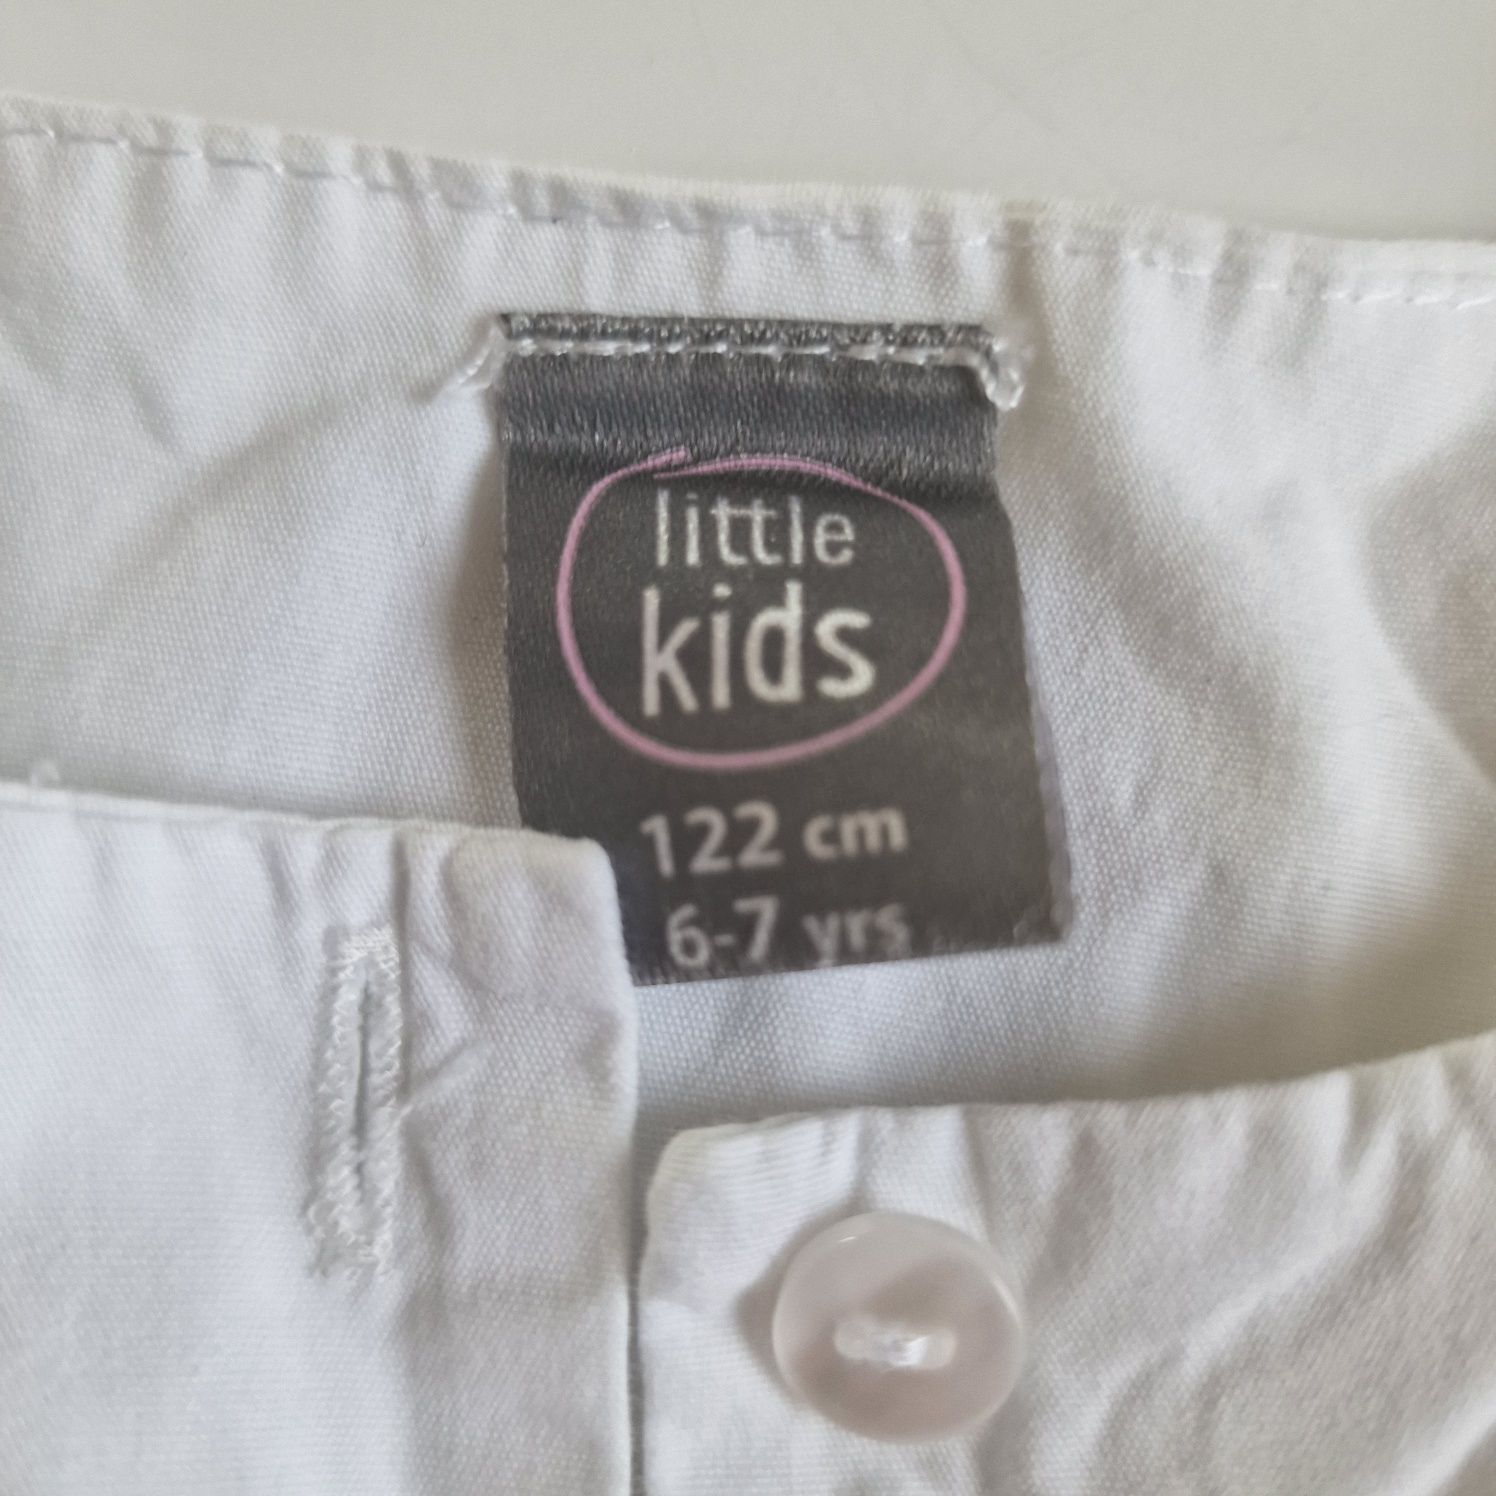 little
kids
122 cm
6-7 yrs